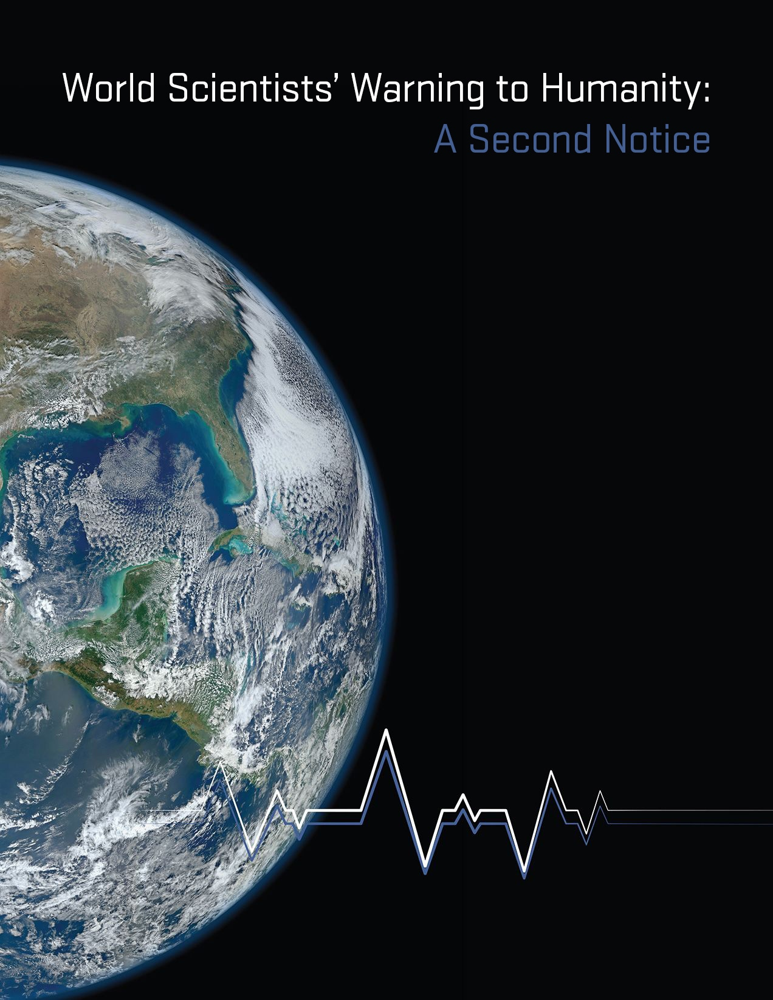 World Scientists’ Warning to Humanity:
A Second Notice